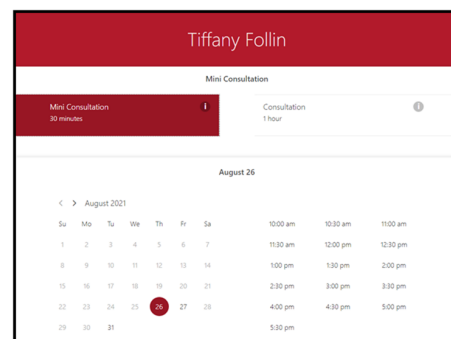 Tiffany Follin
Mini Consultation
Mini Consultation
30 minutes
i
Consultation
1 hour
i
August 26
< > August 2021
Su Mo Tu We Th Fr Sa
1 2 3 4 5 6 7
8 9 10 11 12 13 14
15 16 17 18 19 20 21
22 23 24 25 26 27 28
29 30 31
10:00 am 10:30 am 11:00 am
11:30 am 12:00 pm 12:30 pm
1:00 pm 1:30 pm 2:00 pm
2:30 pm 3:00 pm 3:30 pm
4:00 pm 4:30 pm 5:00 pm
5:30 pm